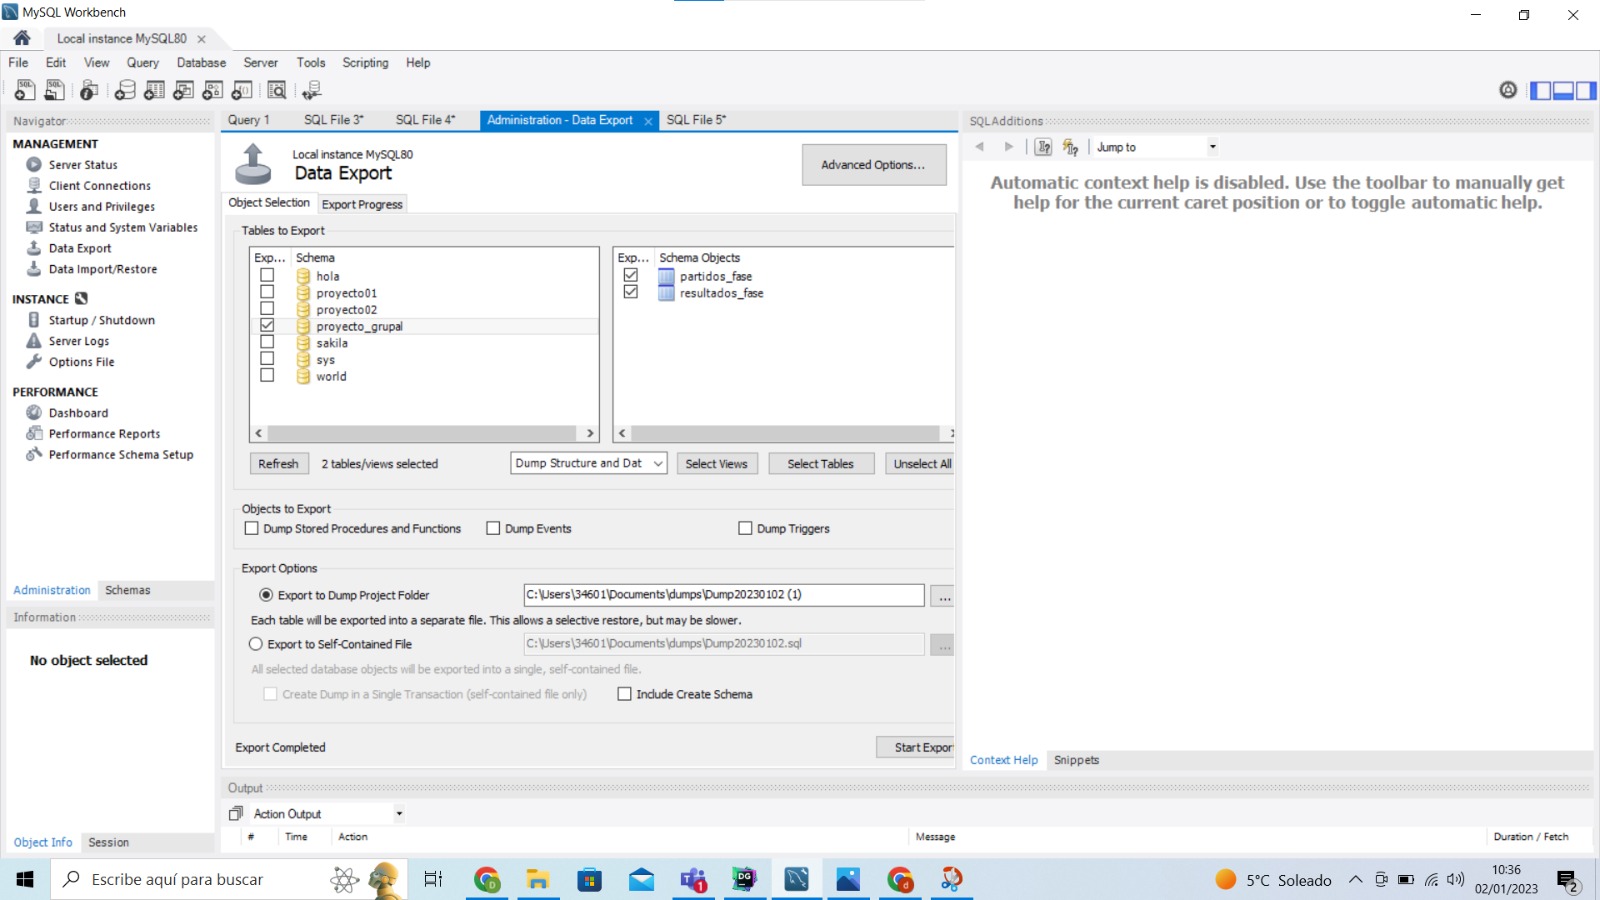 MySQL Workbench
Local instance MySQL80
File Edit View Query Database Server Tools Scripting Help
Navigator
MANAGEMENT
Server Status
Client Connections
Users and Privileges
Status and System Variables
Data Export
Data Import/Restore
INSTANCE
Startup / Shutdown
Server Logs
Options File
PERFORMANCE
Dashboard
Performance Reports
Performance Schema Setup
Administration Schemas
Information
No object selected
Object Info Session
Query 1 SQL File 3* SQL File 4* Administration - Data Export SQL File 5*
Local instance MySQL80
Data Export
Advanced Options...
Object Selection Export Progress
Tables to Export
Exp... Schema
hola
proyecto01
proyecto02
proyecto_grupal
sakila
sys
world
Exp... Schema Objects
partidos_fase
resultados_fase
Refresh 2 tables/views selected Dump Structure and Dat Select Views Select Tables Unselect All
Objects to Export
Dump Stored Procedures and Functions Dump Events Dump Triggers
Export Options
Export to Dump Project Folder C:\Users\34601\Documents\dumps\Dump20230102 (1) ...
Each table will be exported into a separate file. This allows a selective restore, but may be slower.
Export to Self-Contained File C:\Users\34601\Documents\dumps\Dump20230102.sql ...
All selected database objects will be exported into a single, self-contained file.
Create Dump in a Single Transaction (self-contained file only) Include Create Schema
Export Completed Start Expor
SQLAdditions
Jump to
Automatic context help is disabled. Use the toolbar to manually get
help for the current caret position or to toggle automatic help.
Context Help Snippets
Output
Action Output
# Time Action Message Duration / Fetch
Escribe aquí para buscar
5°C Soleado
10:36
02/01/2023